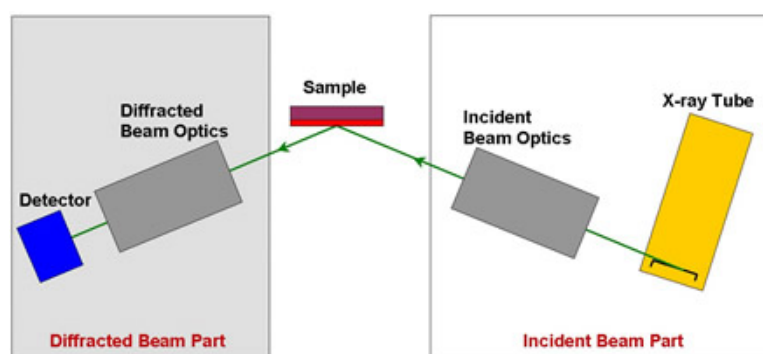 Sample
X-ray Tube
Diffracted
Beam Optics
Incident
Beam Optics
Detector
Diffracted Beam Part
Incident Beam Part